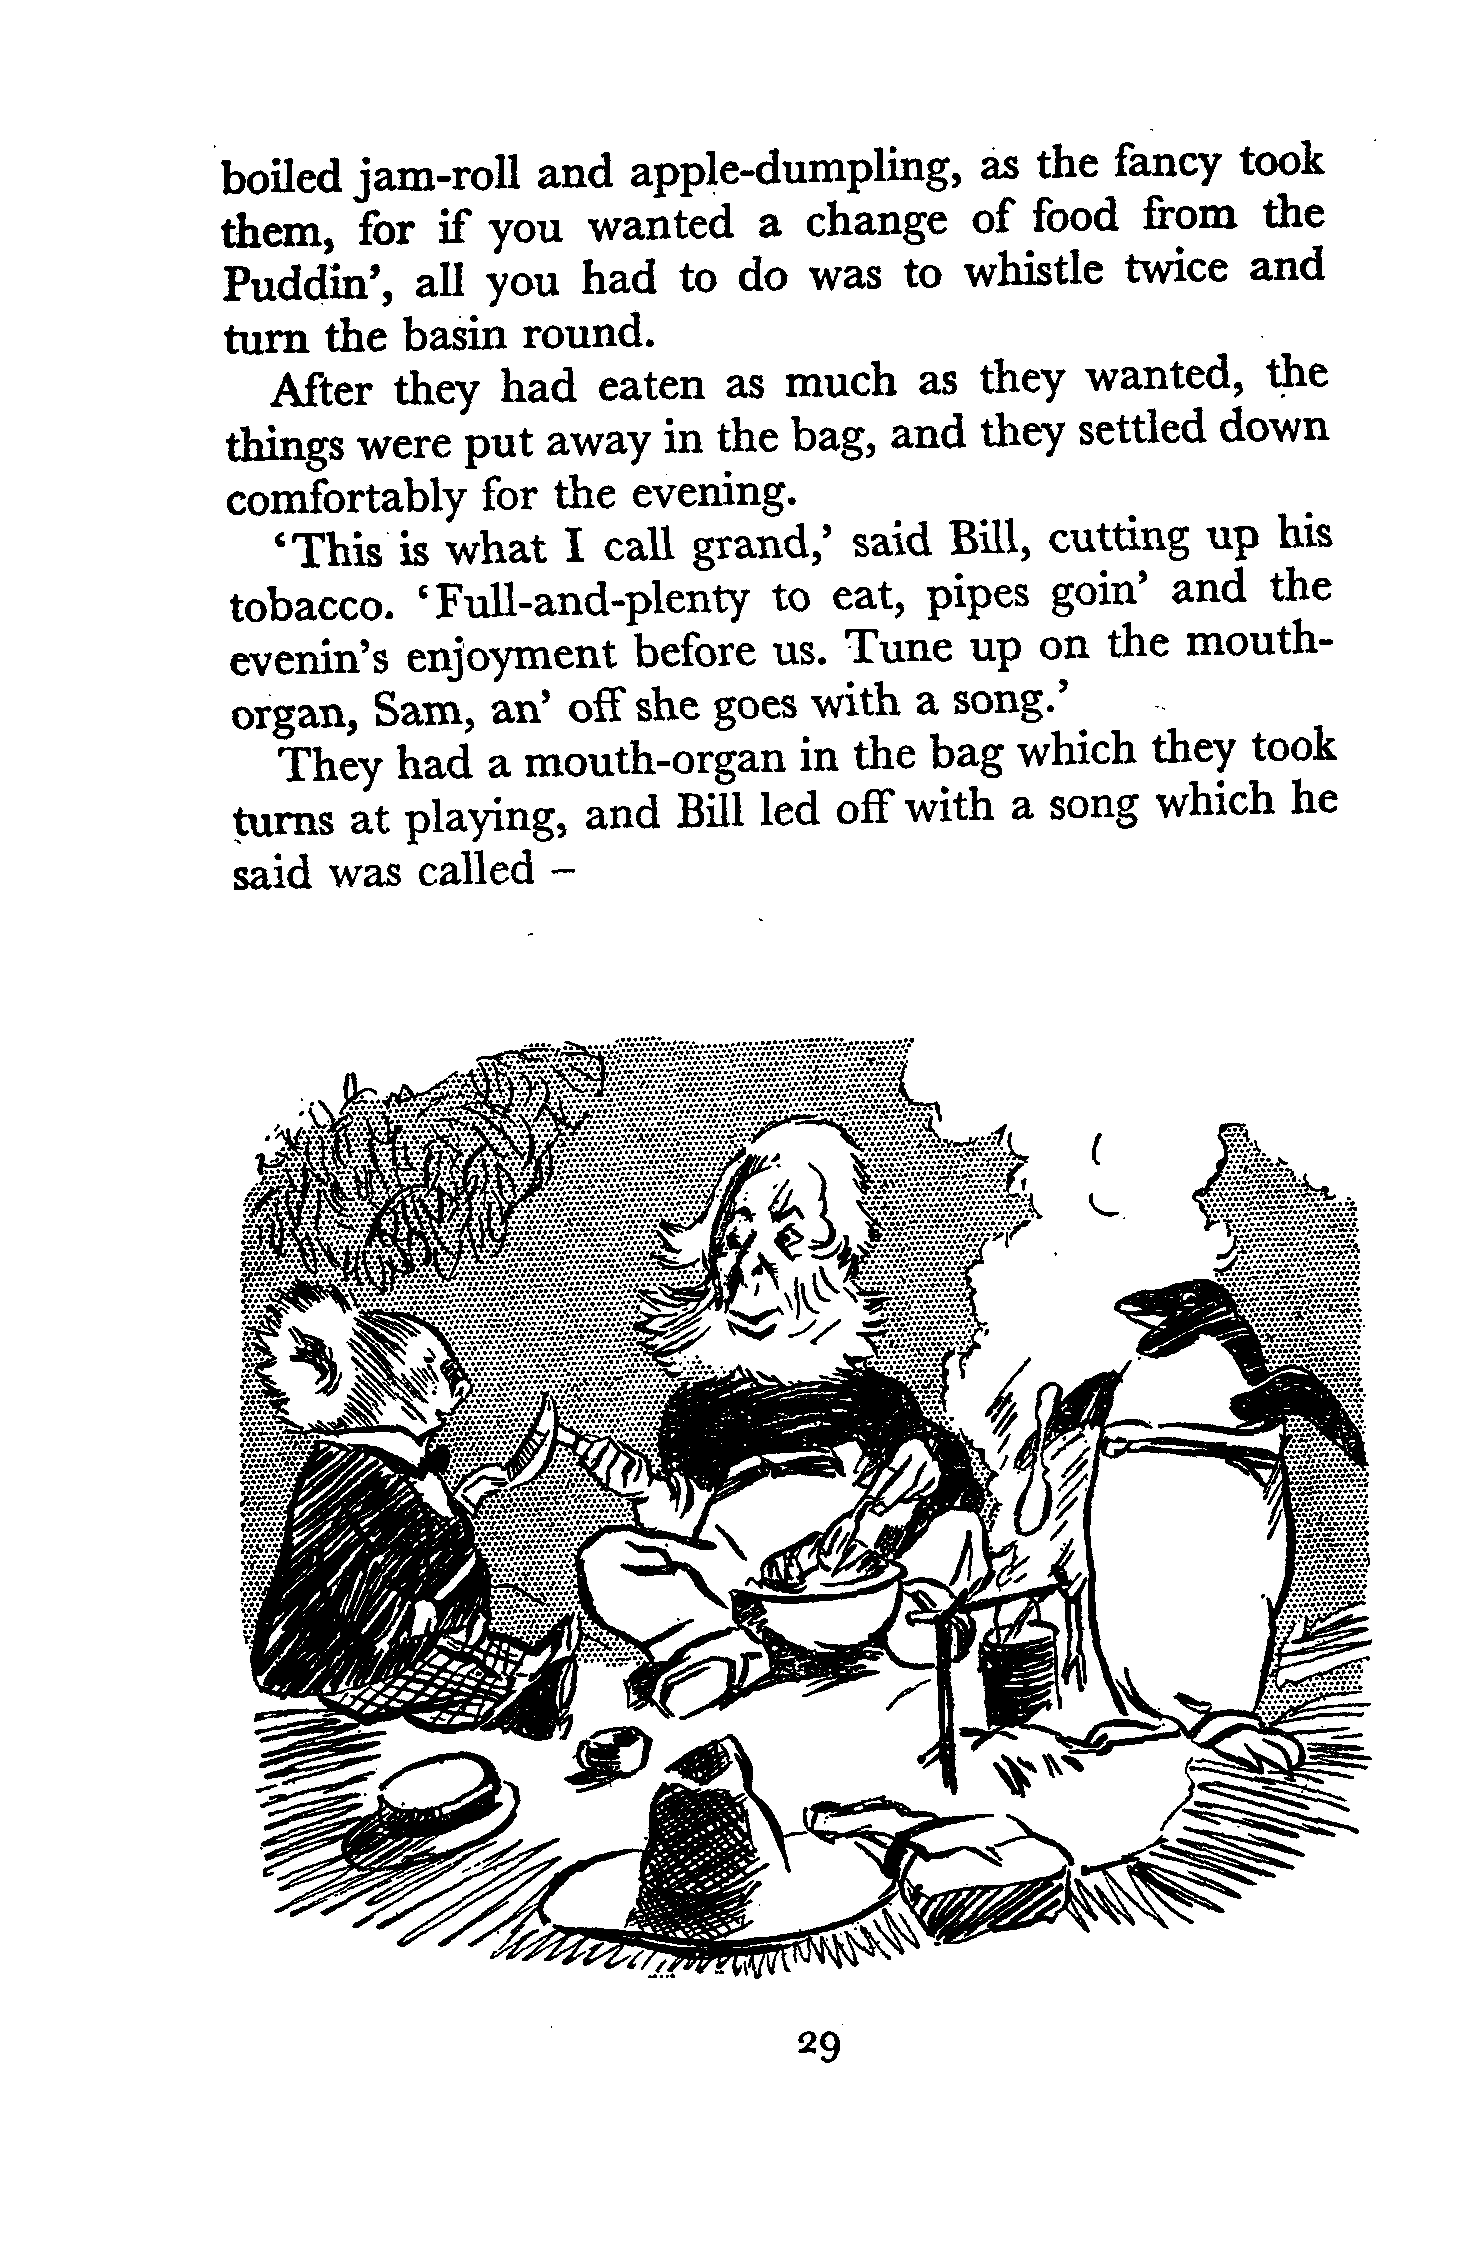 boiled jam-roll and apple-dumpling, as the fancy took
them, for if you wanted a change of food from the
Puddin’, all you had to do was to whistle twice and
turn the basin round.
After they had eaten as much as they wanted, the
things were put away in the bag, and they settled down
comfortably for the evening.
‘This is what I call grand,’ said Bill, cutting up his
tobacco. ‘Full-and-plenty to eat, pipes goin’ and the
evenin’s enjoyment before us. Tune up on the mouth-
organ, Sam, an’ off she goes with a song.’
They had a mouth-organ in the bag which they took
turns at playing, and Bill led off with a song which he
said was called –
29